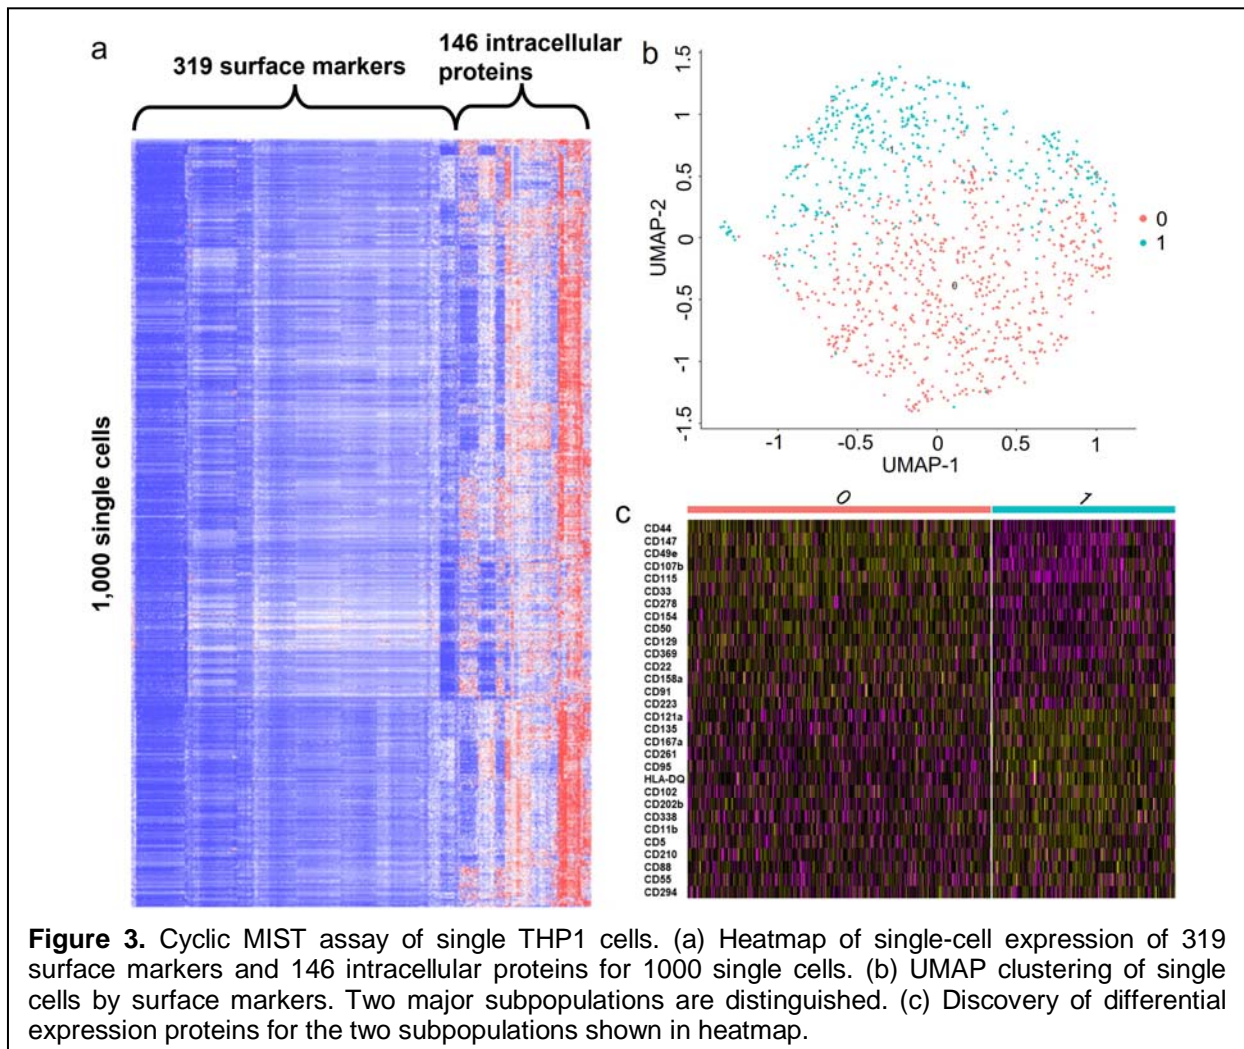 a
319 surface markers
146 intracellular
proteins
1,000 single cells
b
1.5
1
0.5
0
-0.5
-1
-1.5
UMAP-2
-1
-0.5
0
0.5
1
UMAP-1
1
0
0
1
c
0
1
CD44
CD147
CD49e
CD107b
CD115
CD33
CD278
CD154
CD50
CD129
CD369
CD22
CD158a
CD91
CD223
CD121a
CD135
CD167a
CD261
CD95
HLA-DQ
CD102
CD202b
CD338
CD11b
CD5
CD210
CD88
CD55
CD294
Figure 3. Cyclic MIST assay of single THP1 cells. (a) Heatmap of single-cell expression of 319
surface markers and 146 intracellular proteins for 1000 single cells. (b) UMAP clustering of single
cells by surface markers. Two major subpopulations are distinguished. (c) Discovery of differential
expression proteins for the two subpopulations shown in heatmap.